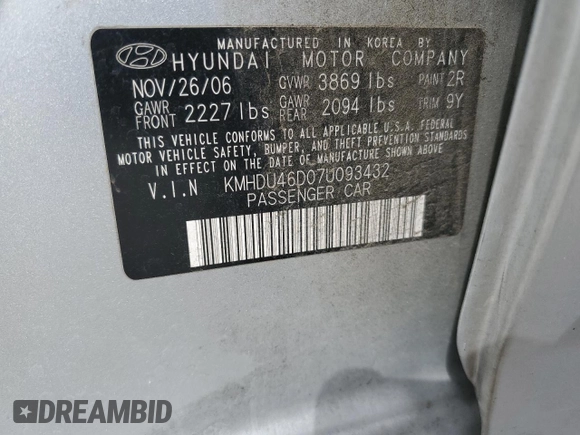 MANUFACTURED IN KOREA BY
HYUNDAI MOTOR COMPANY
NOV/26/06 GVWR 3869 lbs PAINT 2R
GAWR FRONT 2227 lbs GAWR REAR 2094 lbs TRIM 9Y
THIS VEHICLE CONFORMS TO ALL APPLICABLE U.S.A. FEDERAL
MOTOR VEHICLE SAFETY, BUMPER, AND THEFT PREVENTION STANDARDS
IN EFFECT ON THE DATE OF MANUFACTURE SHOWN ABOVE.
V.I.N KMHDU46D07U093432
PASSENGER CAR
DREAMBID